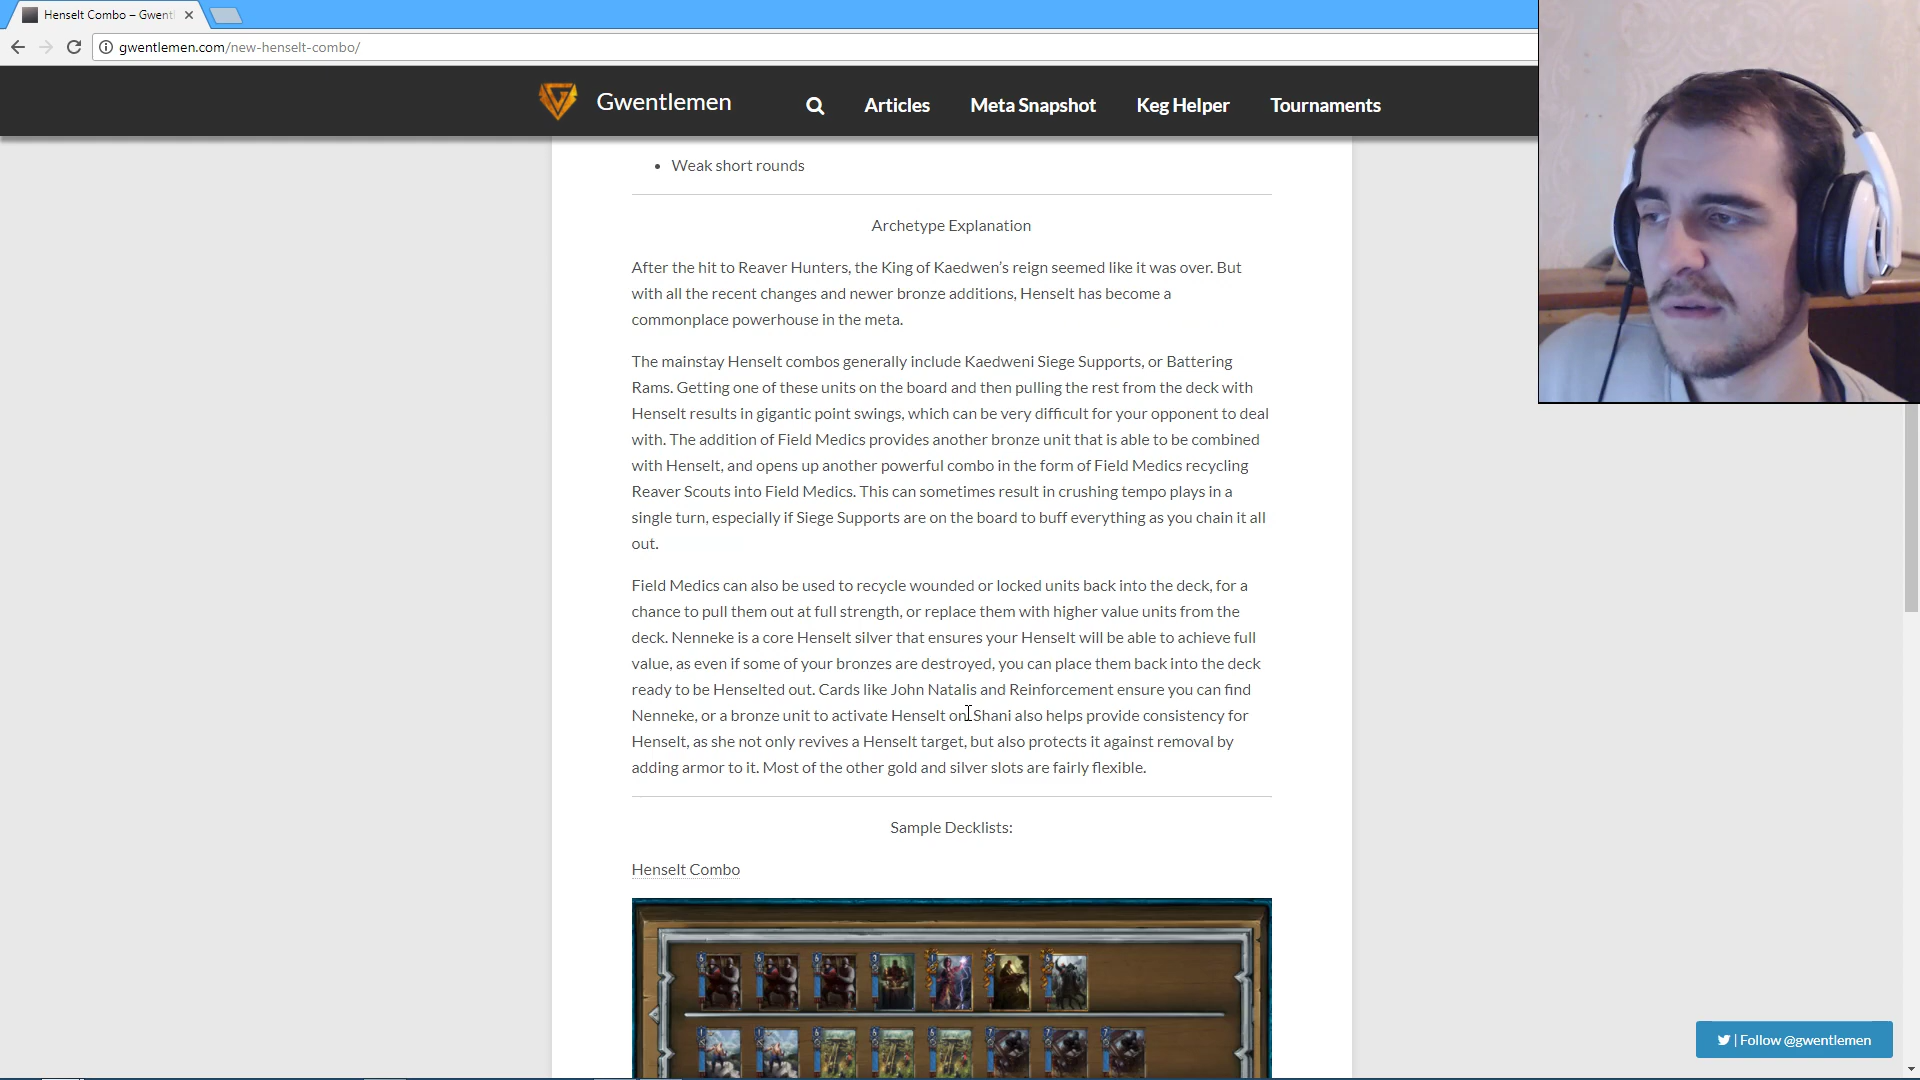 Henselt Combo – Gwent
gwentlemen.com/new-henselt-combo/
Gwentlemen
Articles
Meta Snapshot
Keg Helper
Tournaments
Weak short rounds
Archetype Explanation
After the hit to Reaver Hunters, the King of Kaedwen’s reign seemed like it was over. But
with all the recent changes and newer bronze additions, Henselt has become a
commonplace powerhouse in the meta.
The mainstay Henselt combos generally include Kaedweni Siege Supports, or Battering
Rams. Getting one of these units on the board and then pulling the rest from the deck with
Henselt results in gigantic point swings, which can be very difficult for your opponent to deal
with. The addition of Field Medics provides another bronze unit that is able to be combined
with Henselt, and opens up another powerful combo in the form of Field Medics recycling
Reaver Scouts into Field Medics. This can sometimes result in crushing tempo plays in a
single turn, especially if Siege Supports are on the board to buff everything as you chain it all
out.
Field Medics can also be used to recycle wounded or locked units back into the deck, for a
chance to pull them out at full strength, or replace them with higher value units from the
deck. Nenneke is a core Henselt silver that ensures your Henselt will be able to achieve full
value, as even if some of your bronzes are destroyed, you can place them back into the deck
ready to be Henselted out. Cards like John Natalis and Reinforcement ensure you can find
Nenneke, or a bronze unit to activate Henselt on. Shani also helps provide consistency for
Henselt, as she not only revives a Henselt target, but also protects it against removal by
adding armor to it. Most of the other gold and silver slots are fairly flexible.
Sample Decklists:
Henselt Combo
| Follow @gwentlemen